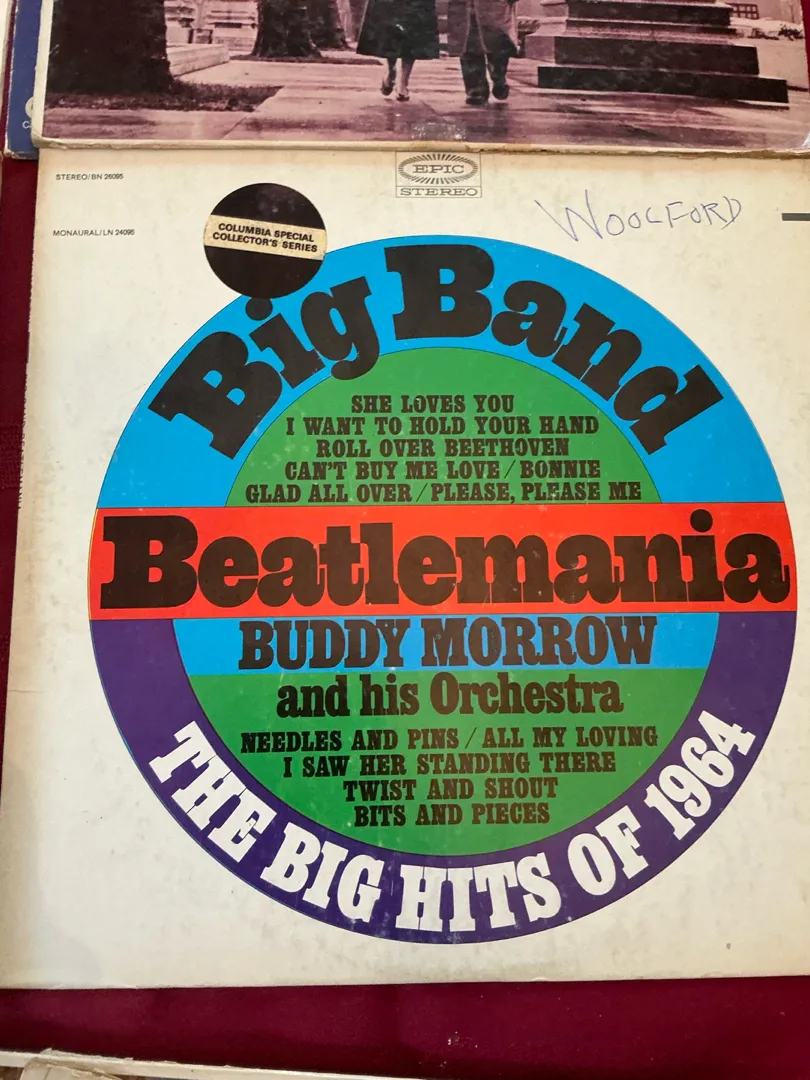 STEREO/BN 26095
EPIC
STEREO
WOOLFORD
MONAURAL/LN 24095
COLUMBIA SPECIAL
COLLECTOR'S SERIES
Big Band
SHE LOVES YOU
I WANT TO HOLD YOUR HAND
ROLL OVER BEETHOVEN
CAN'T BUY ME LOVE / BONNIE
GLAD ALL OVER / PLEASE, PLEASE ME
Beatlemania
BUDDY MORROW
and his Orchestra
NEEDLES AND PINS / ALL MY LOVING
I SAW HER STANDING THERE
TWIST AND SHOUT
BITS AND PIECES
THE BIG HITS OF 1964